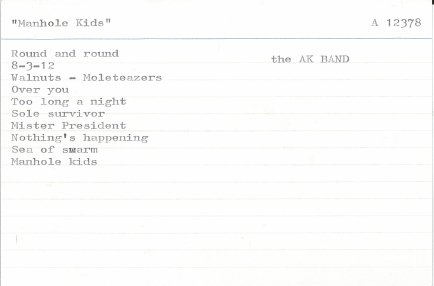 "Manhole Kids" A 12378
Round and round
8-3-12
the AK BAND
Walnuts - Moleteazers
Over you
Too long a night
Sole survivor
Mister President
Nothing's happening
Sea of swarm
Manhole kids